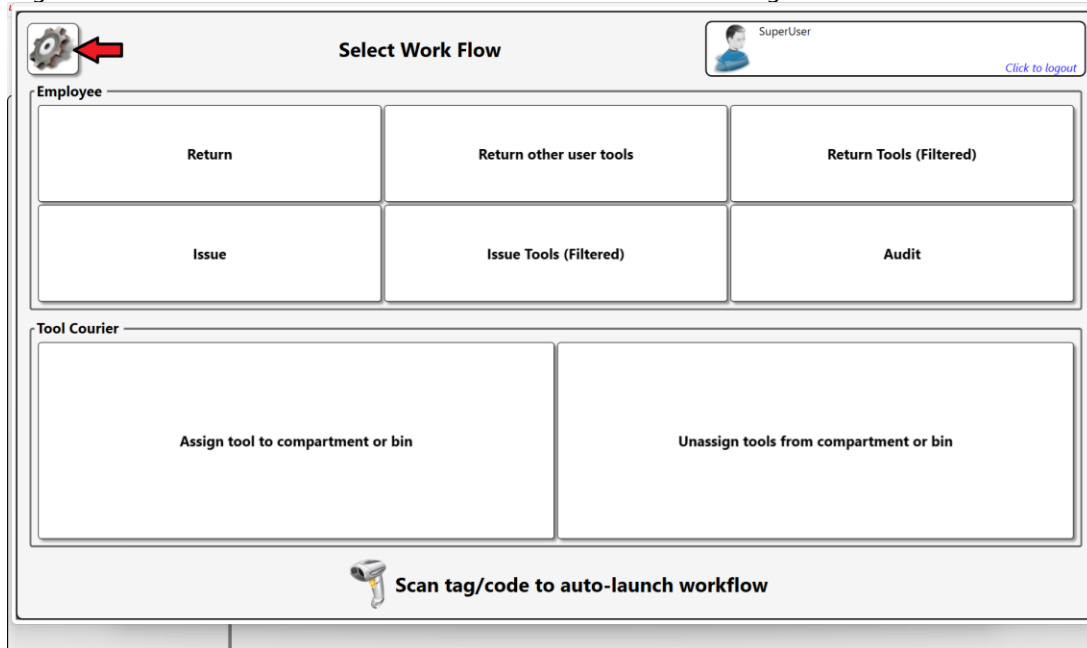 Select Work Flow
SuperUser
Click to logout
Employee
Return
Return other user tools
Return Tools (Filtered)
Issue
Issue Tools (Filtered)
Audit
Tool Courier
Assign tool to compartment or bin
Unassign tools from compartment or bin
Scan tag/code to auto-launch workflow